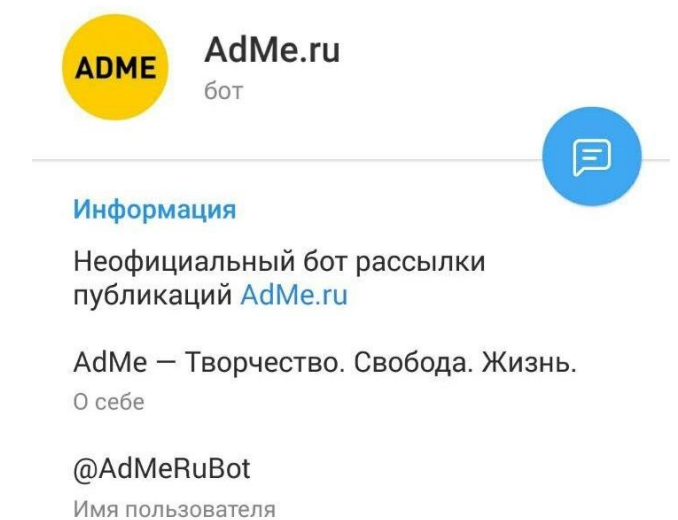 ADME
AdMe.ru
бот
Информация
Неофициальный бот рассылки
публикаций AdMe.ru
AdMe — Творчество. Свобода. Жизнь.
О себе
@AdMeRuBot
Имя пользователя